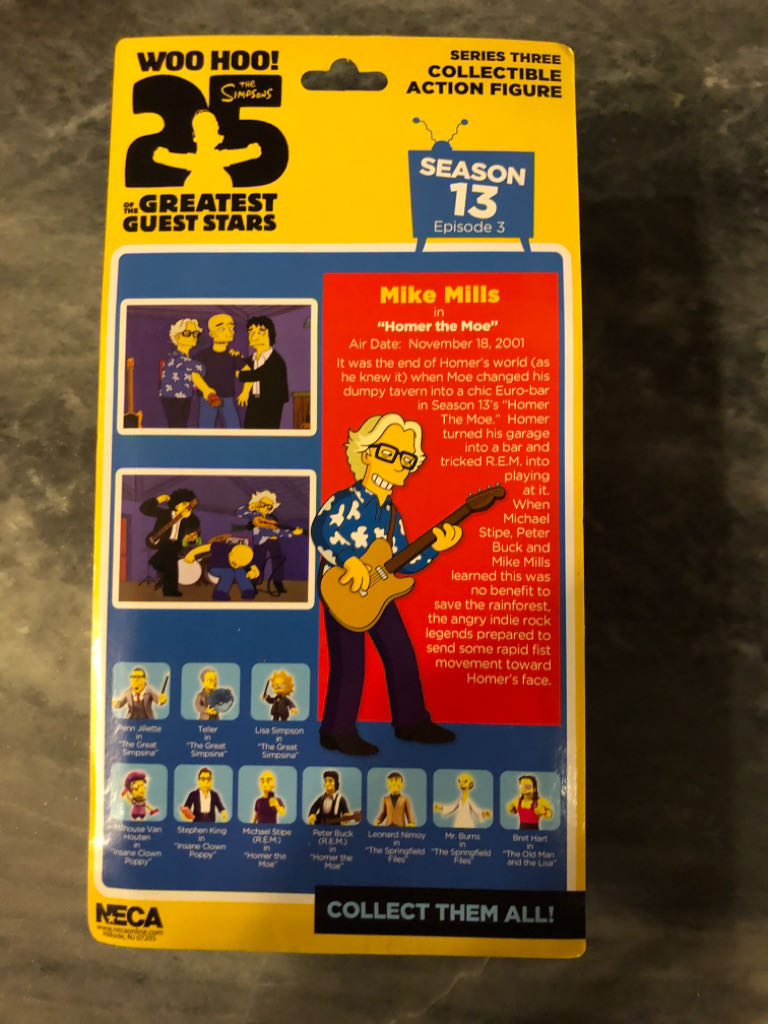 WOO HOO!
THE
SIMPSONS
25
OF THE GREATEST
GUEST STARS
SERIES THREE
COLLECTIBLE
ACTION FIGURE
SEASON
13
Episode 3
Mike Mills
in
"Homer the Moe"
Air Date: November 18, 2001
It was the end of Homer's world (as
he knew it) when Moe changed his
dumpy tavern into a chic Euro-bar
in Season 13's "Homer
The Moe." Homer
turned his garage
into a bar and
tricked R.E.M. into
playing
at it.
When
Michael
Stipe, Peter
Buck and
Mike Mills
learned this was
no benefit to
save the rainforest,
the angry indie rock
legends prepared to
send some rapid fist
movement toward
Homer's face.
Penn Jillette
in
"The Great
Simpsina"
Teller
in
"The Great
Simpsina"
Lisa Simpson
in
"The Great
Simpsina"
Milhouse Van
Houten
in
"Insane Clown
Poppy"
Stephen King
in
"Insane Clown
Poppy"
Michael Stipe
(R.E.M.)
in
"Homer the
Moe"
Peter Buck
(R.E.M.)
in
"Homer the
Moe"
Leonard Nimoy
in
"The Springfield
Files"
Mr. Burns
in
"The Springfield
Files"
Bret Hart
in
"The Old Man
and the Lisa"
NECA
www.necaonline.com
Hillside, NJ 07205
COLLECT THEM ALL!